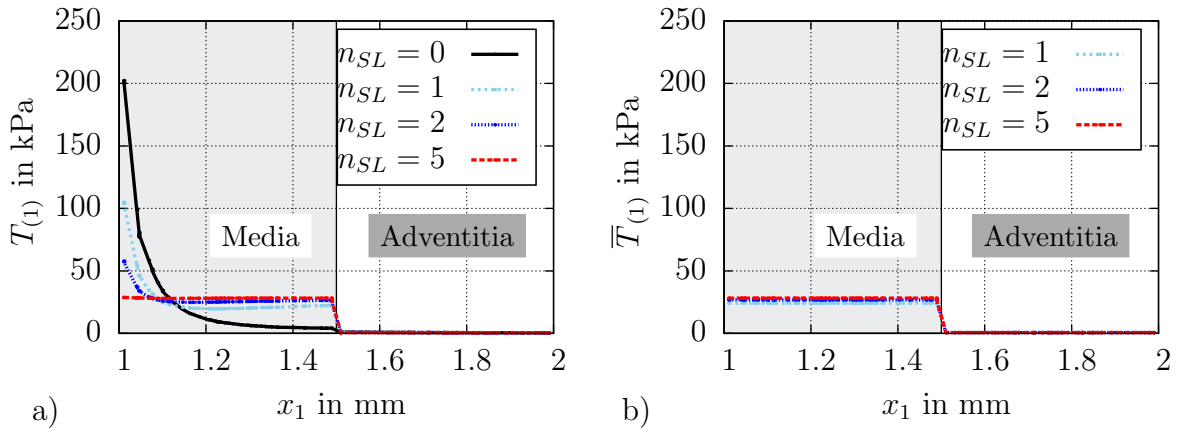 250
200
150
100
50
0
T(1) in kPa
n_SL = 0
n_SL = 1
n_SL = 2
n_SL = 5
Media
Adventitia
1 1.2 1.4 1.6 1.8 2
x1 in mm
a)
250
200
150
100
50
0
T̅(1) in kPa
n_SL = 1
n_SL = 2
n_SL = 5
Media
Adventitia
1 1.2 1.4 1.6 1.8 2
x1 in mm
b)